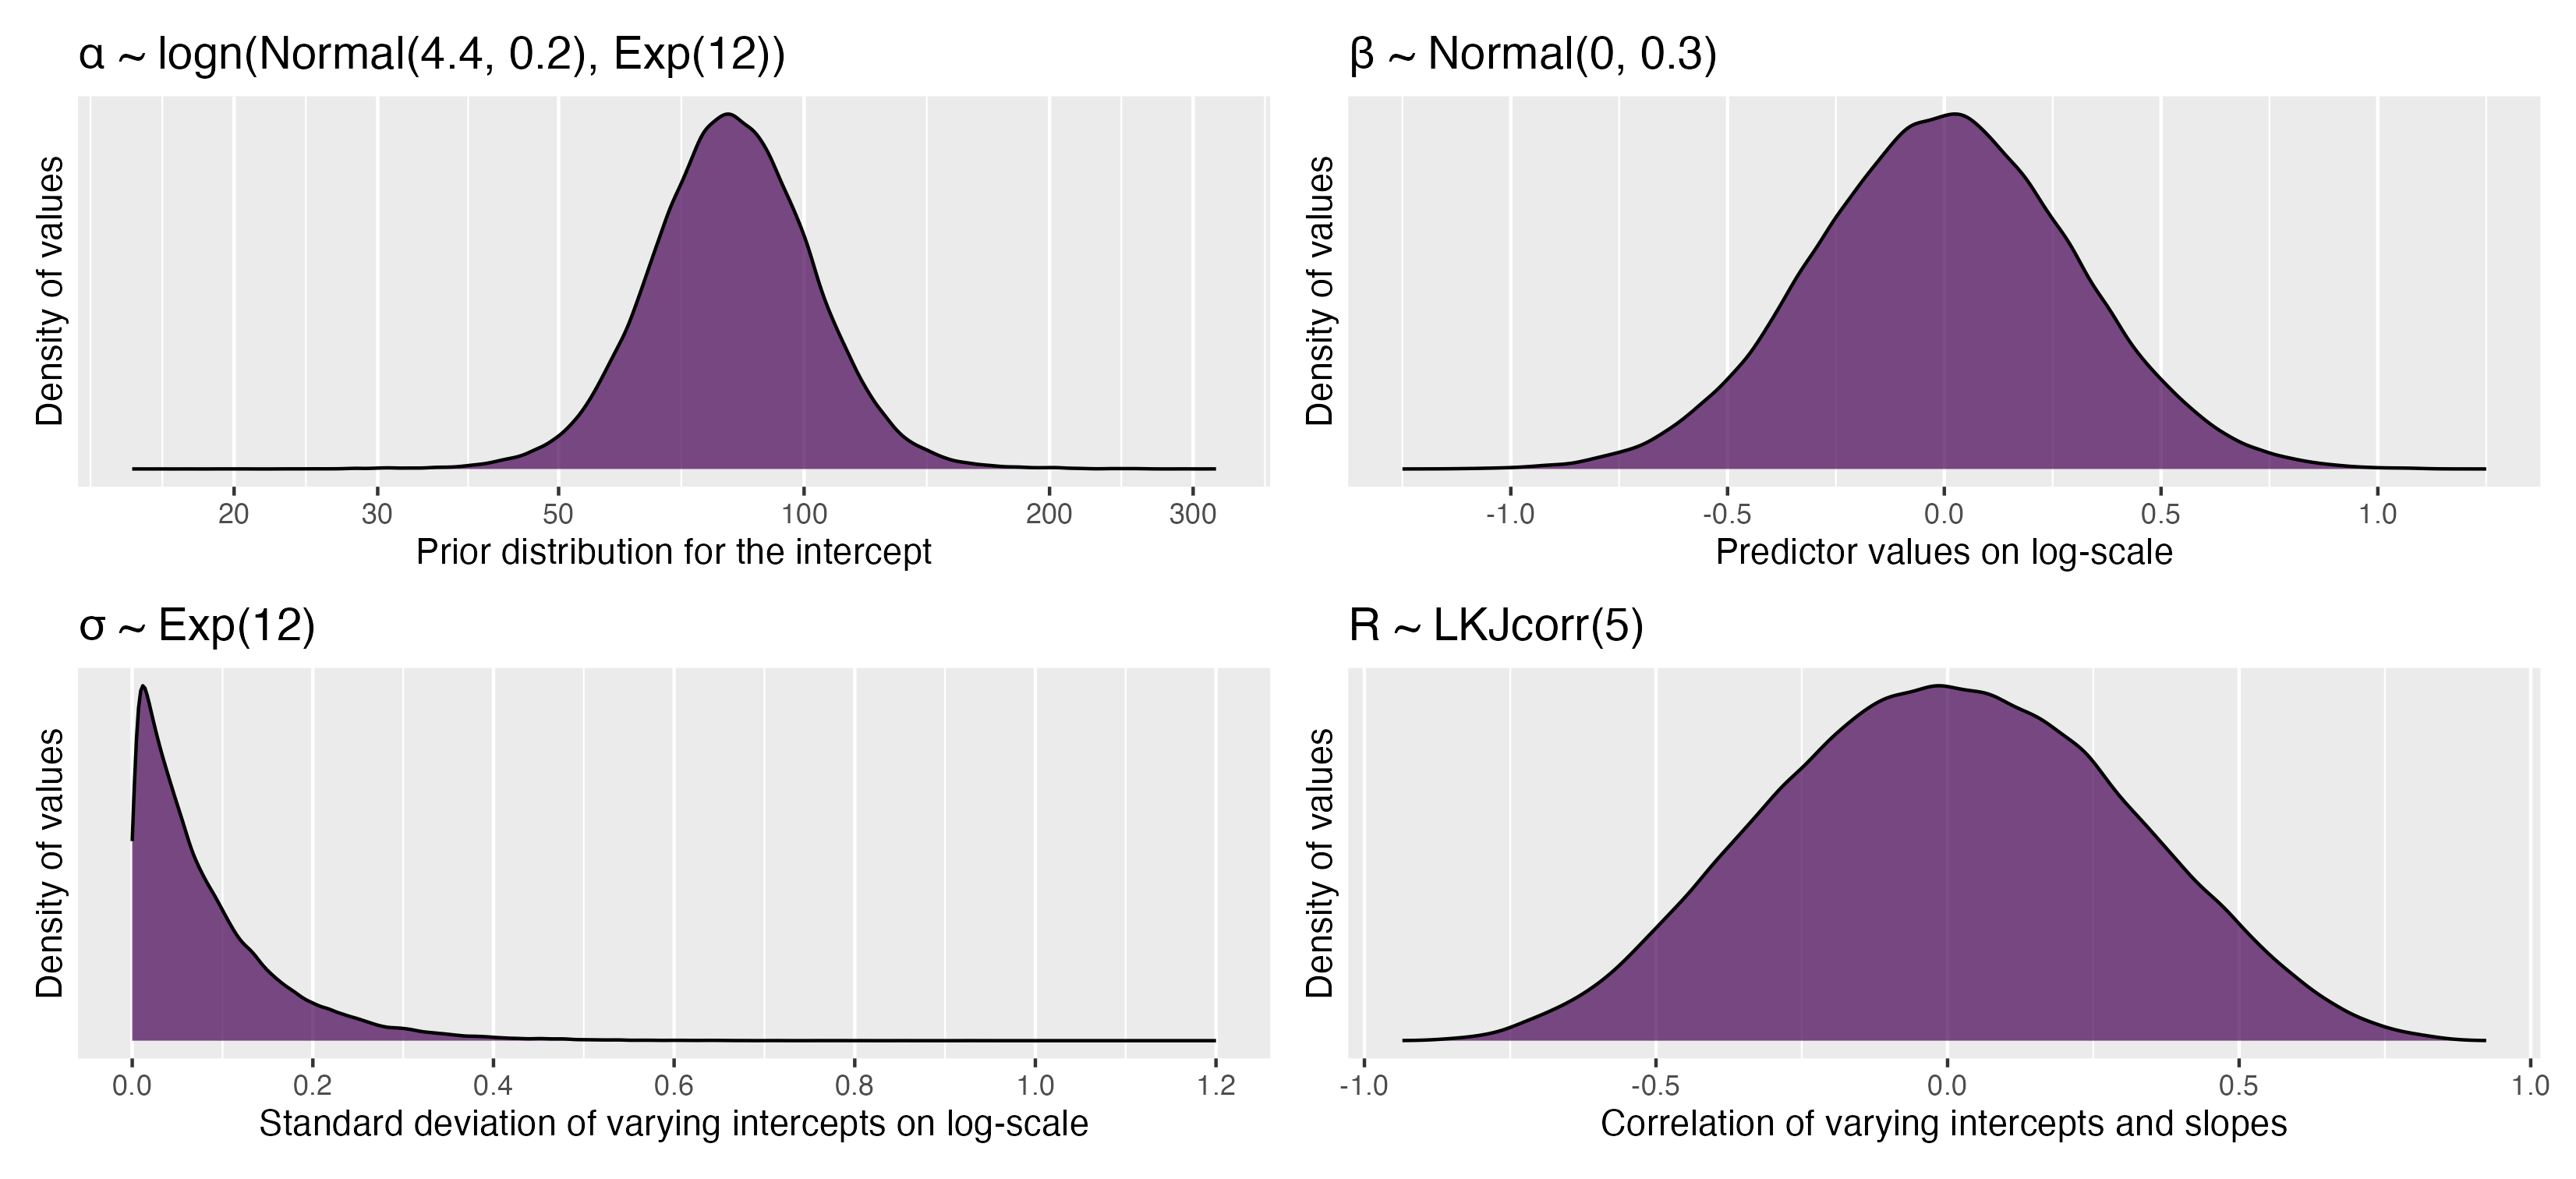 α ~ logn(Normal(4.4, 0.2), Exp(12))
Density of values
20 30 50 100 200 300
Prior distribution for the intercept
β ~ Normal(0, 0.3)
Density of values
-1.0 -0.5 0.0 0.5 1.0
Predictor values on log-scale
σ ~ Exp(12)
Density of values
0.0 0.2 0.4 0.6 0.8 1.0 1.2
Standard deviation of varying intercepts on log-scale
R ~ LKJcorr(5)
Density of values
-1.0 -0.5 0.0 0.5 1.0
Correlation of varying intercepts and slopes